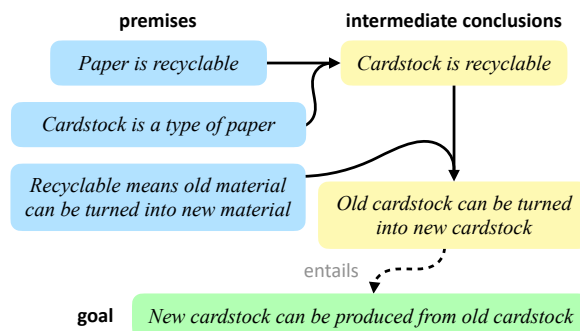 premises
intermediate conclusions
Paper is recyclable
Cardstock is recyclable
Cardstock is a type of paper
Recyclable means old material
can be turned into new material
Old cardstock can be turned
into new cardstock
entails
goal
New cardstock can be produced from old cardstock